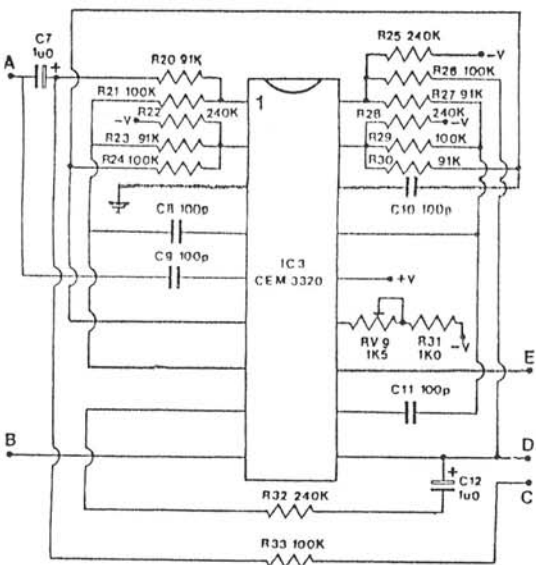 C7
1u0
A
+
R20 91K
R21 100K
R22 240K
-V
R23 91K
R24 100K
R25 240K
-V
R26 100K
R27 91K
R28 240K
-V
R29 100K
R30 91K
1
C8 100p
C9 100p
C10 100p
IC3
CEM 3320
+V
RV9
1K5
R31
1K0
-V
E
C11 100p
B
D
+
C12
1u0
C
R32 240K
R33 100K